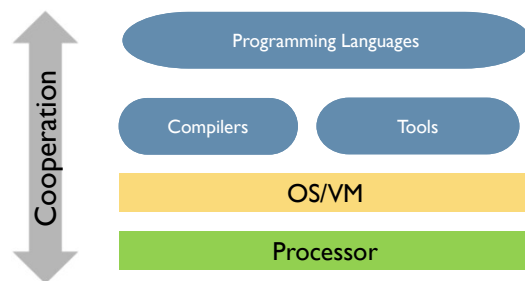 Cooperation
Programming Languages
Compilers
Tools
OS/VM
Processor